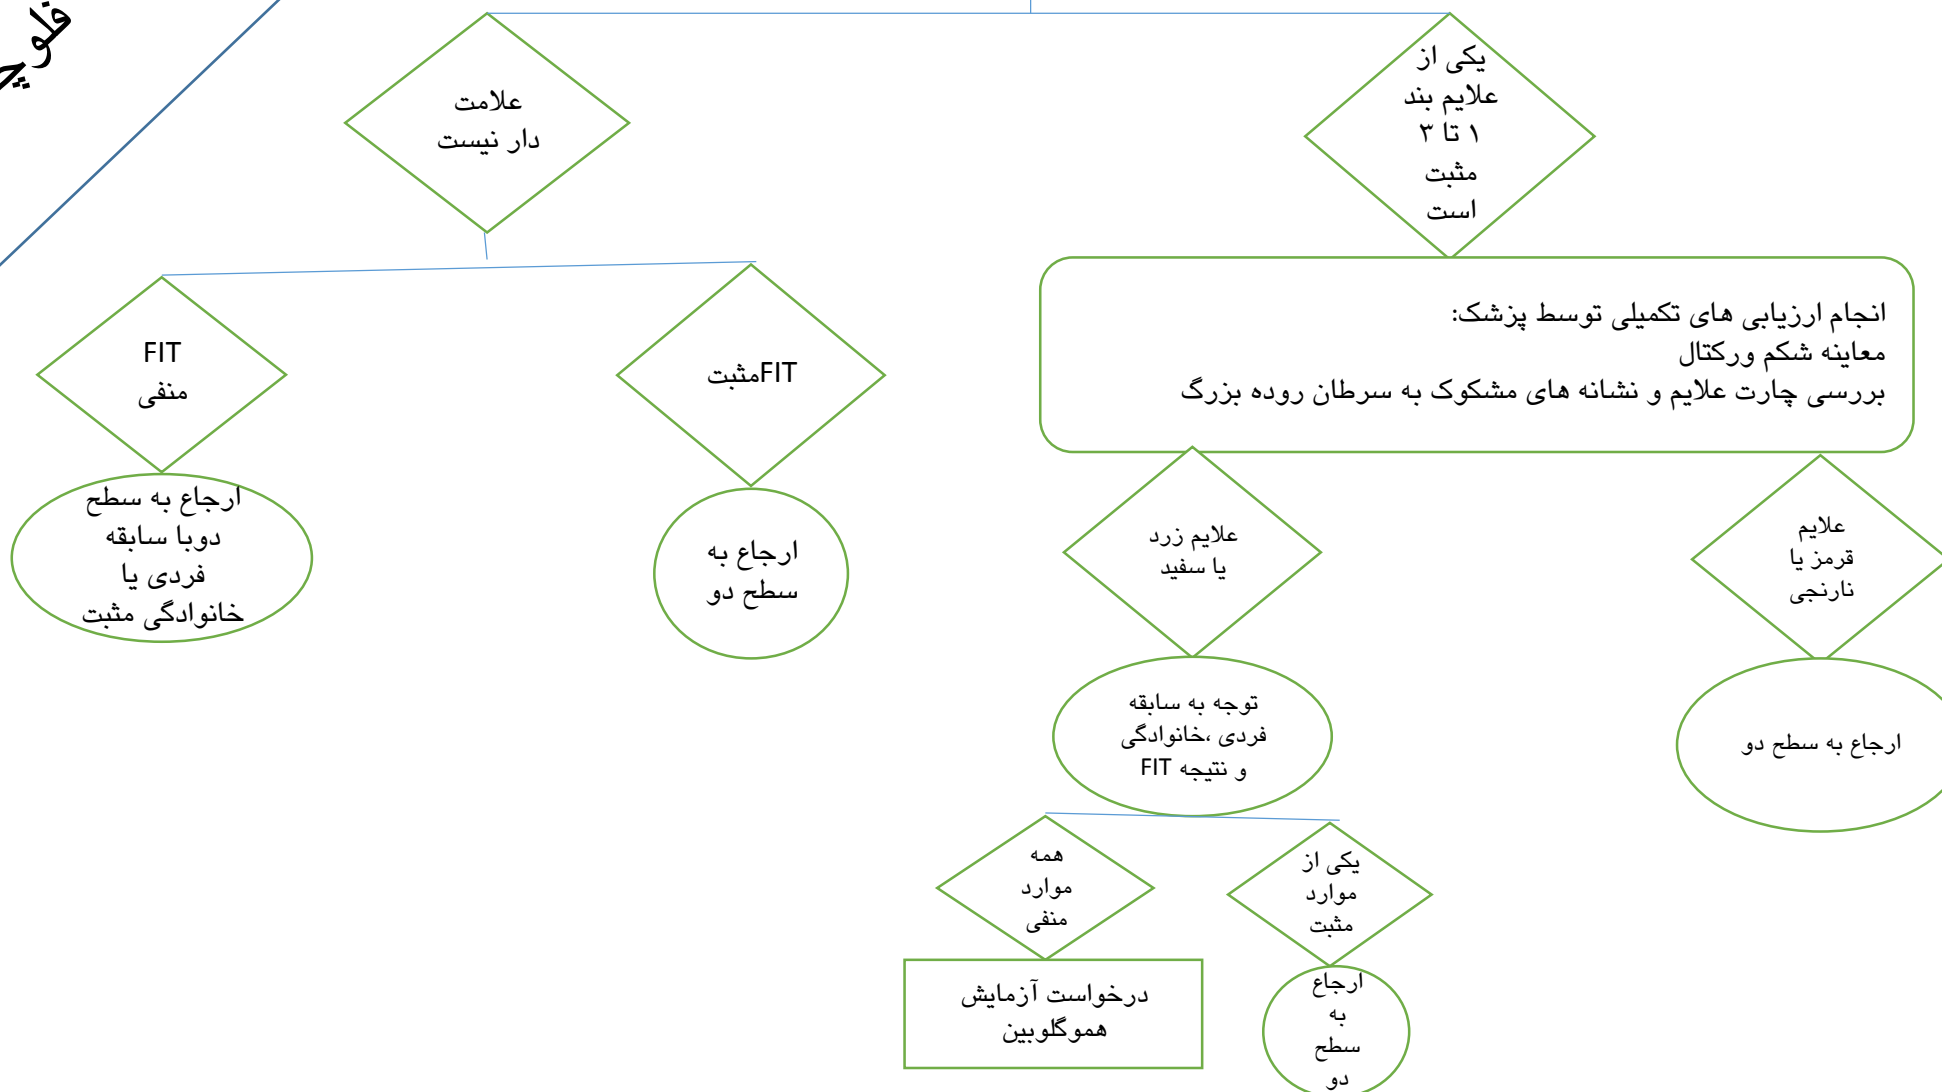 فلوچ
یکی از
علایم بند
۱ تا ۳
مثبت
است
علامت
دار نیست
انجام ارزیابی های تکمیلی توسط پزشک:
معاینه شکم ورکتال
بررسی چارت علایم و نشانه های مشکوک به سرطان روده بزرگ
FITمثبت
FIT
منفی
علایم
قرمز یا
نارنجی
علایم زرد
یا سفید
ارجاع به
سطح دو
ارجاع به سطح
دوبا سابقه
فردی یا
خانوادگی مثبت
ارجاع به سطح دو
توجه به سابقه
فردی ،خانوادگی
و نتیجه FIT
یکی از
موارد
مثبت
همه
موارد
منفی
ارجاع
به
سطح
دو
درخواست آزمایش
هموگلوبین